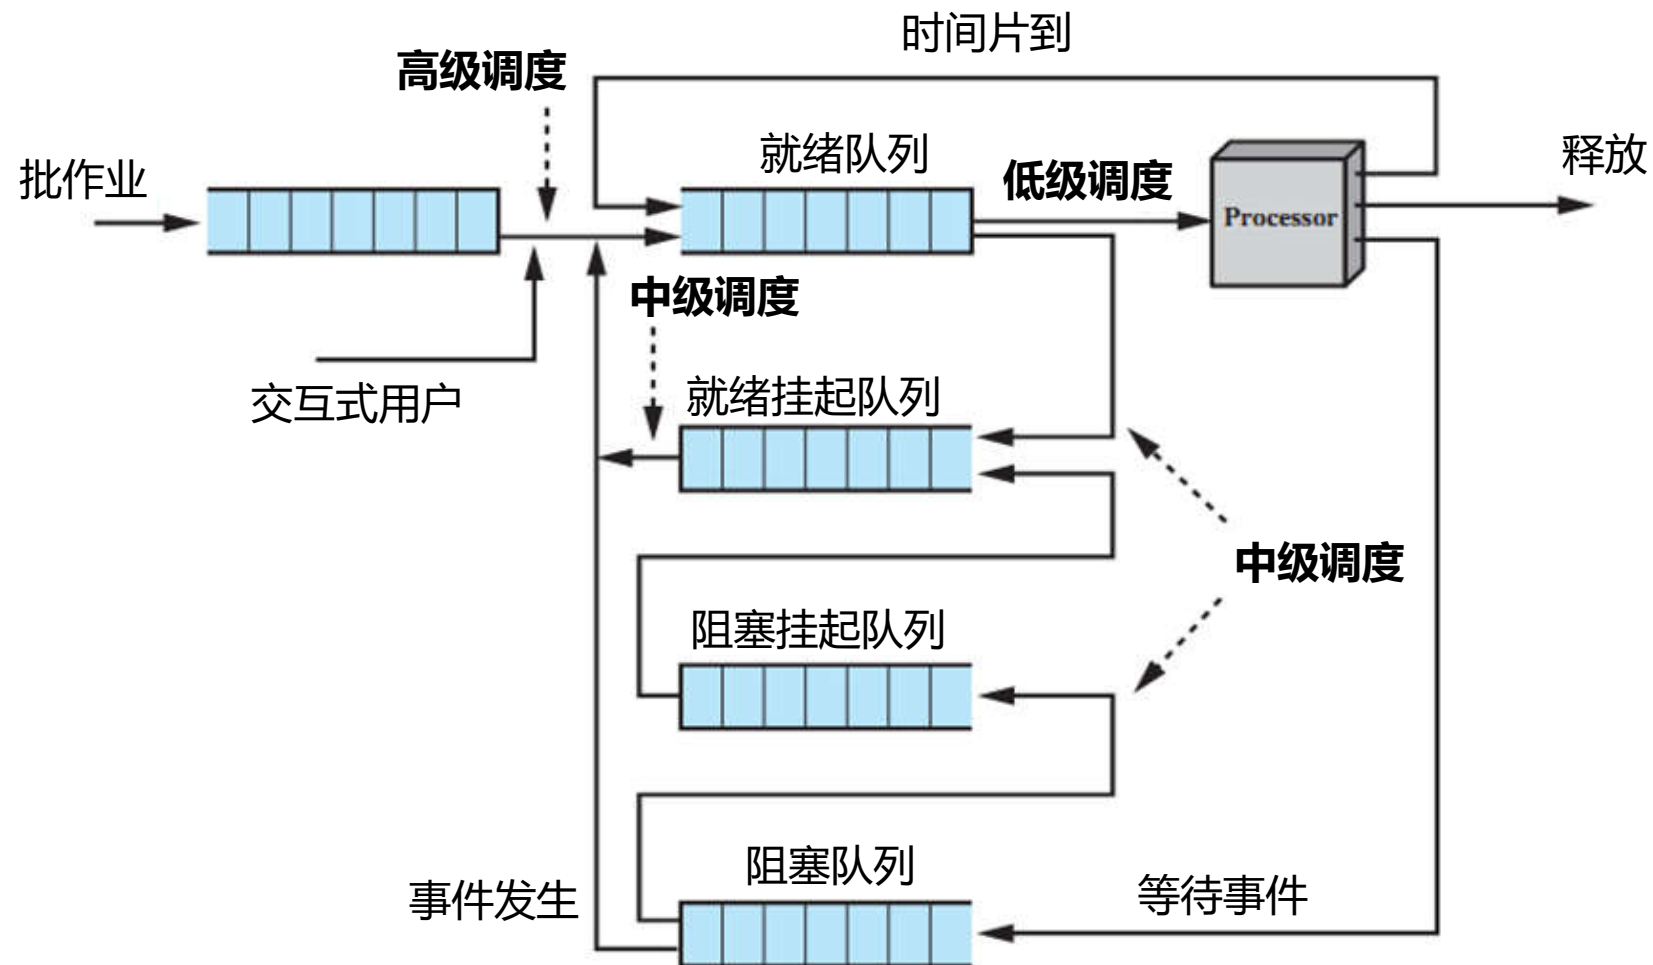 时间片到
高级调度
就绪队列
低级调度
释放
批作业
Processor
中级调度
交互式用户
就绪挂起队列
中级调度
阻塞挂起队列
阻塞队列
事件发生
等待事件